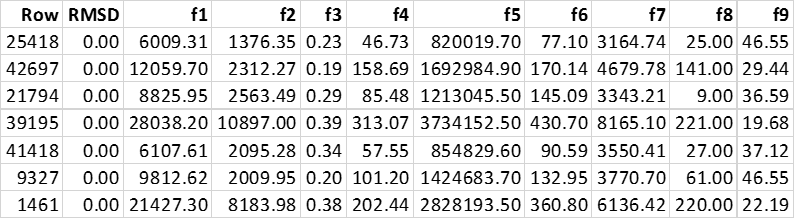 Row RMSD f1 f2 f3 f4 f5 f6 f7 f8 f9
25418 0.00 6009.31 1376.35 0.23 46.73 820019.70 77.10 3164.74 25.00 46.55
42697 0.00 12059.70 2312.27 0.19 158.69 1692984.90 170.14 4679.78 141.00 29.44
21794 0.00 8825.95 2563.49 0.29 85.48 1213045.50 145.09 3343.21 9.00 36.59
39195 0.00 28038.20 10897.00 0.39 313.07 3734152.50 430.70 8165.10 221.00 19.68
41418 0.00 6107.61 2095.28 0.34 57.55 854829.60 90.59 3550.41 27.00 37.12
9327 0.00 9812.62 2009.95 0.20 101.20 1424683.70 132.95 3770.70 61.00 46.55
1461 0.00 21427.30 8183.98 0.38 202.44 2828193.50 360.80 6136.42 220.00 22.19